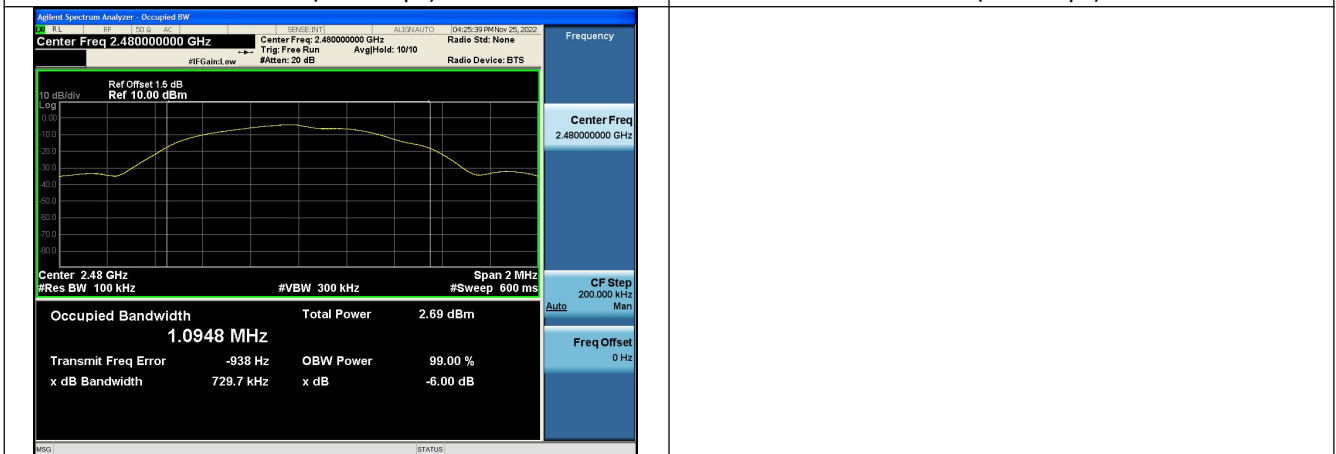 Agilent Spectrum Analyzer - Occupied BW
RL RF 50 Ω AC SENSE:INT ALIGN AUTO 04:25:39 PM Nov 25, 2022
Center Freq 2.480000000 GHz Center Freq: 2.480000000 GHz Radio Std: None
Trig: Free Run Avg|Hold: 10/10
#IFGain:Low #Atten: 20 dB Radio Device: BTS
Frequency
Ref Offset 1.5 dB
10 dB/div Ref 10.00 dBm
Log
0.00
-10.0
-20.0
-30.0
-40.0
-50.0
-60.0
-70.0
-80.0
Center Freq
2.480000000 GHz
Center 2.48 GHz Span 2 MHz
#Res BW 100 kHz #VBW 300 kHz #Sweep 600 ms
CF Step
200.000 kHz
Auto Man
Occupied Bandwidth Total Power 2.69 dBm
1.0948 MHz
Transmit Freq Error -938 Hz OBW Power 99.00 %
x dB Bandwidth 729.7 kHz x dB -6.00 dB
Freq Offset
0 Hz
MSG STATUS